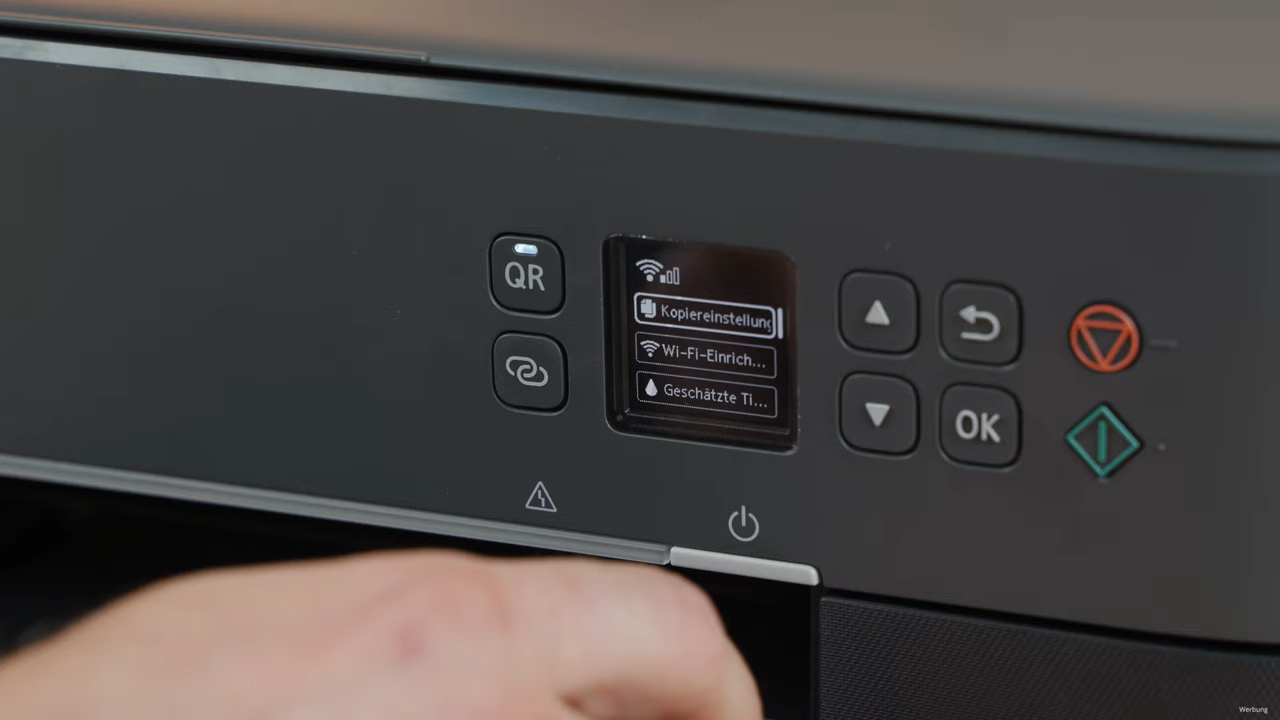 QR
Kopiereinstellung
Wi-Fi-Einrich...
Geschätzte Ti...
OK
Werbung